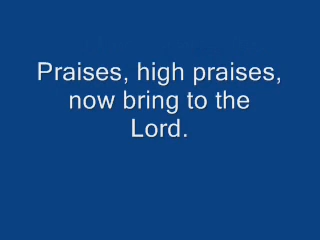 Praises, high praises,
now bring to the
Lord.